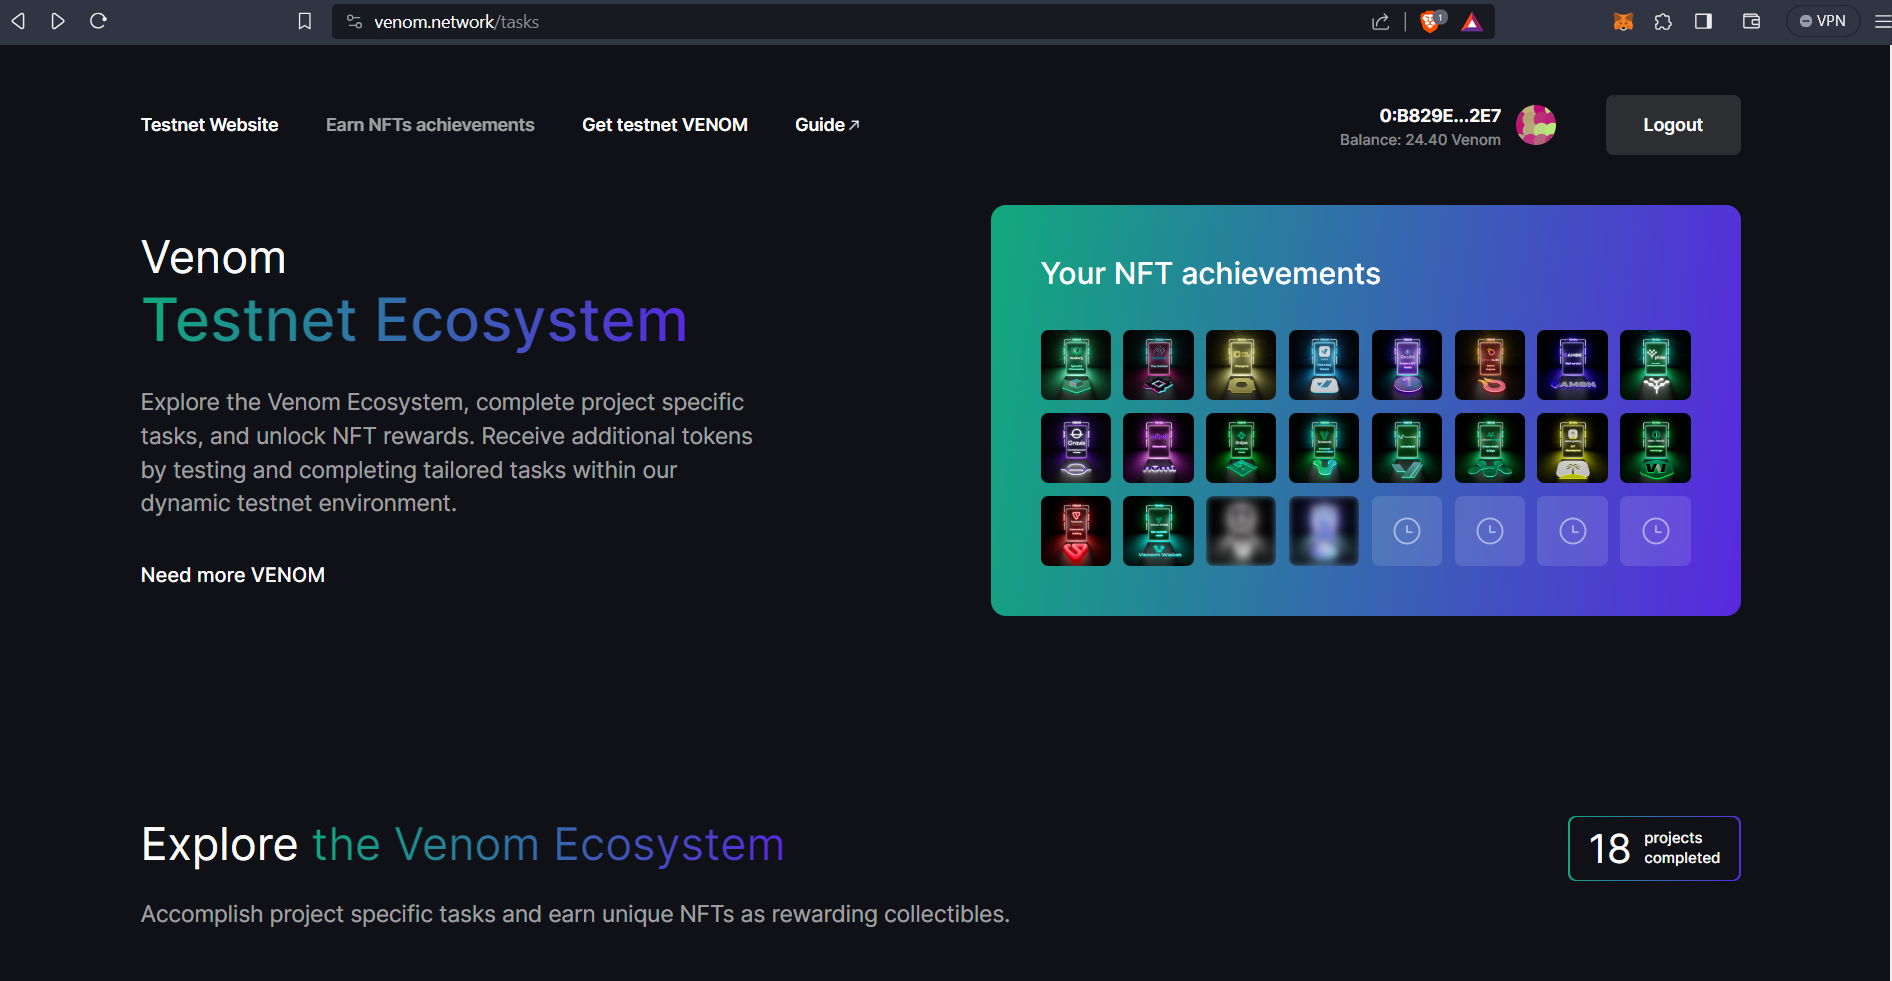 venom.network/tasks
1
VPN
Testnet Website
Earn NFTs achievements
Get testnet VENOM
Guide↗
0:B829E...2E7
Balance: 24.40 Venom
Logout
Venom
Testnet Ecosystem
Explore the Venom Ecosystem, complete project specific
tasks, and unlock NFT rewards. Receive additional tokens
by testing and completing tailored tasks within our
dynamic testnet environment.
Need more VENOM
Your NFT achievements
Explore the Venom Ecosystem
18
projects
completed
Accomplish project specific tasks and earn unique NFTs as rewarding collectibles.